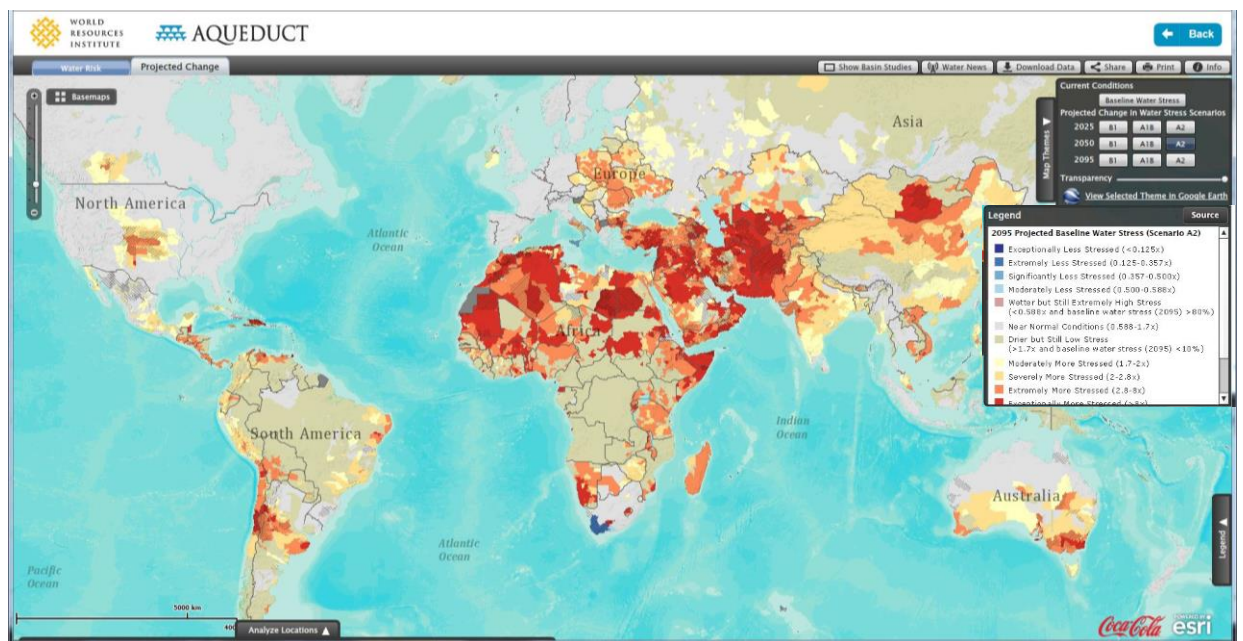 WORLD
RESOURCES
INSTITUTE
AQUEDUCT
Back
Water Risk
Projected Change
Show Basin Studies
Water News
Download Data
Share
Print
Info
Basemaps
Map Themes
Current Conditions
Baseline Water Stress
Projected Change in Water Stress Scenarios
2025 B1 A1B A2
2050 B1 A1B A2
2095 B1 A1B A2
Transparency
View Selected Theme in Google Earth
Legend
Source
2095 Projected Baseline Water Stress (Scenario A2)
Exceptionally Less Stressed (<0.125x)
Extremely Less Stressed (0.125-0.357x)
Significantly Less Stressed (0.357-0.500x)
Moderately Less Stressed (0.500-0.588x)
Wetter but Still Extremely High Stress
(<0.588x and baseline water stress (2095) >80%)
Near Normal Conditions (0.588-1.7x)
Drier but Still Low Stress
(>1.7x and baseline water stress (2095) <10%)
Moderately More Stressed (1.7-2x)
Severely More Stressed (2-2.8x)
Extremely More Stressed (2.8-8x)
Exceptionally More Stressed (>8x)
Asia
Europe
North America
Atlantic
Ocean
Africa
Indian
Ocean
South America
Australia
Atlantic
Ocean
Pacific
Ocean
Legend
5000 km
400
Analyze Locations
Coca-Cola
POWERED BY
esri